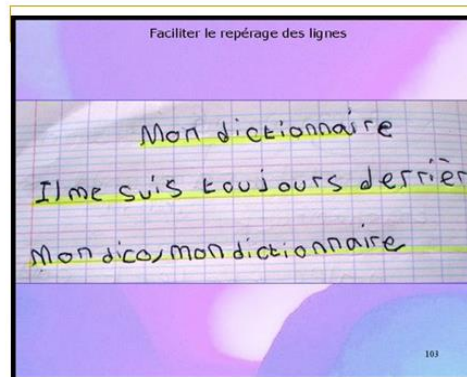 Faciliter le repérage des lignes
Mon dictionnaire
Il me suis toujours derrièr
Mon dico, mon dictionnaire
103